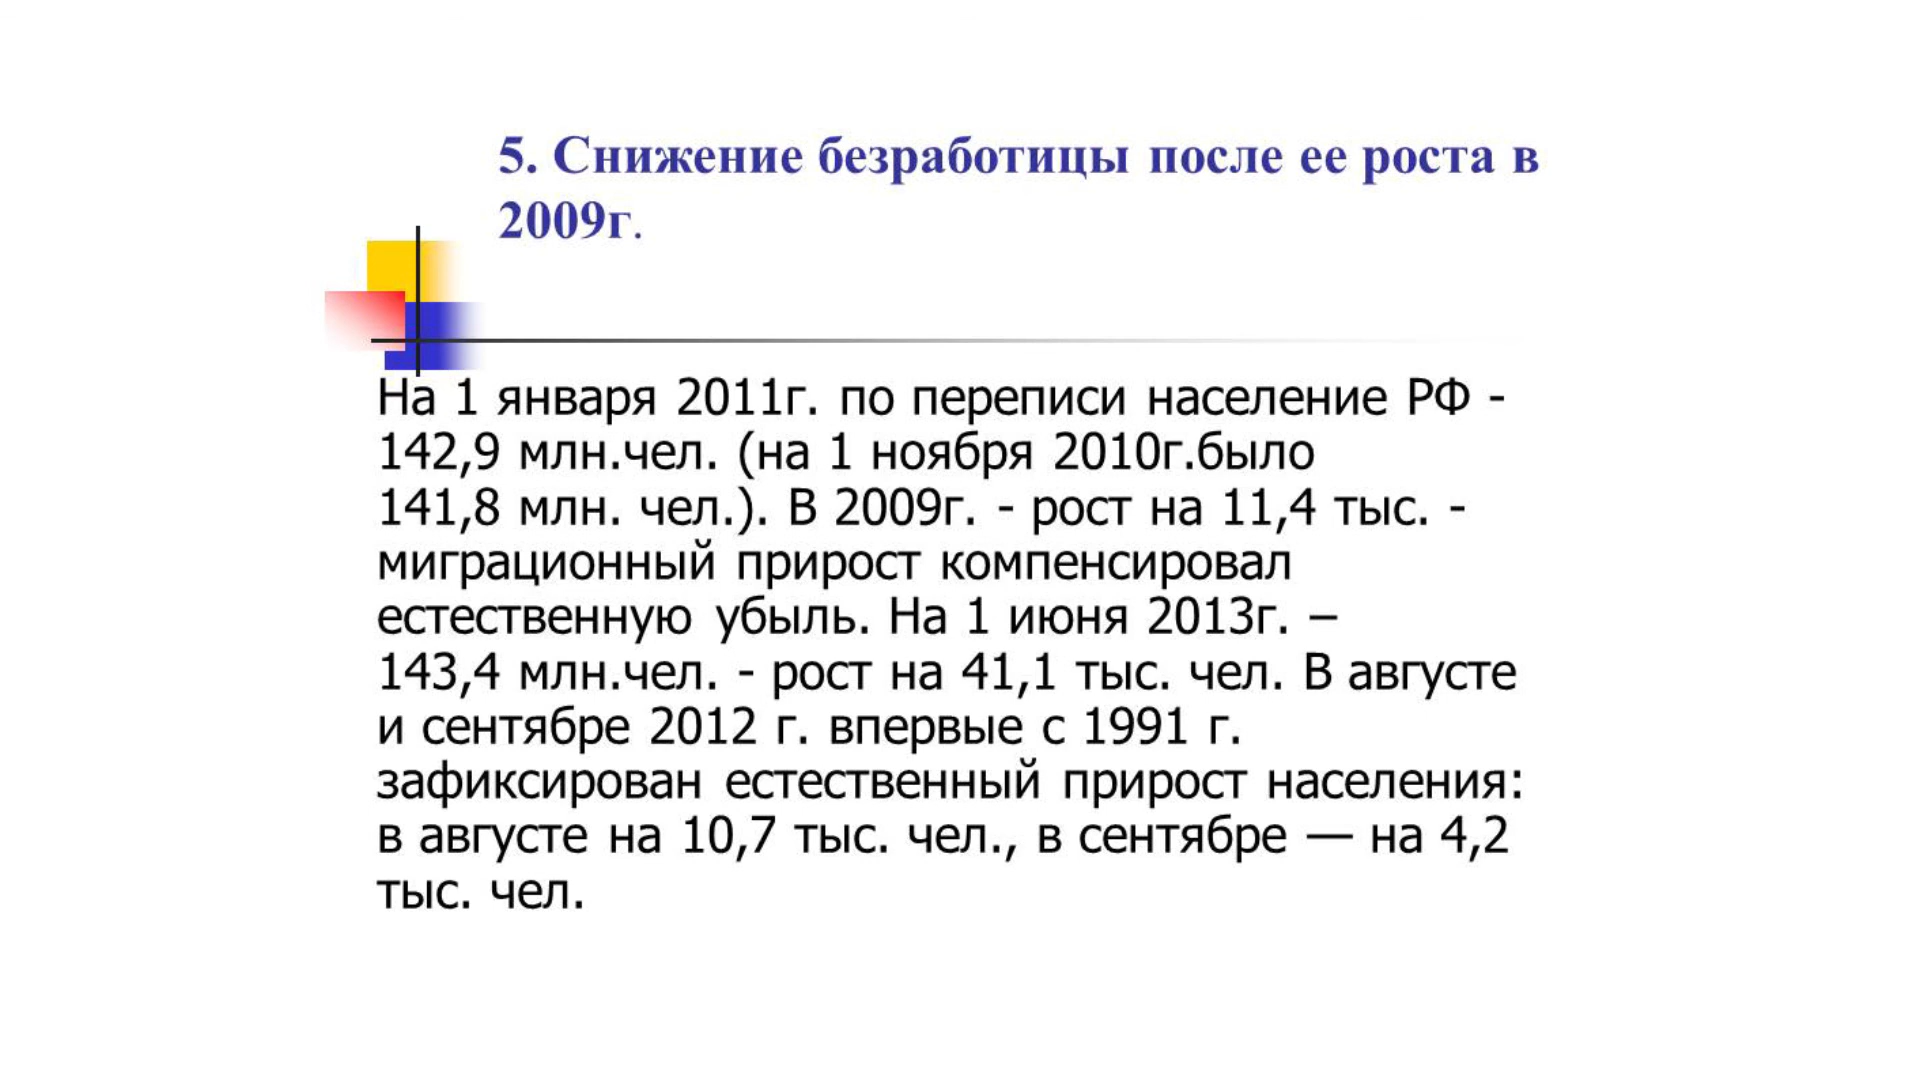 5. Снижение безработицы после ее роста в
2009г.
На 1 января 2011г. по переписи население РФ -
142,9 млн.чел. (на 1 ноября 2010г.было
141,8 млн. чел.). В 2009г. - рост на 11,4 тыс. -
миграционный прирост компенсировал
естественную убыль. На 1 июня 2013г. –
143,4 млн.чел. - рост на 41,1 тыс. чел. В августе
и сентябре 2012 г. впервые с 1991 г.
зафиксирован естественный прирост населения:
в августе на 10,7 тыс. чел., в сентябре — на 4,2
тыс. чел.